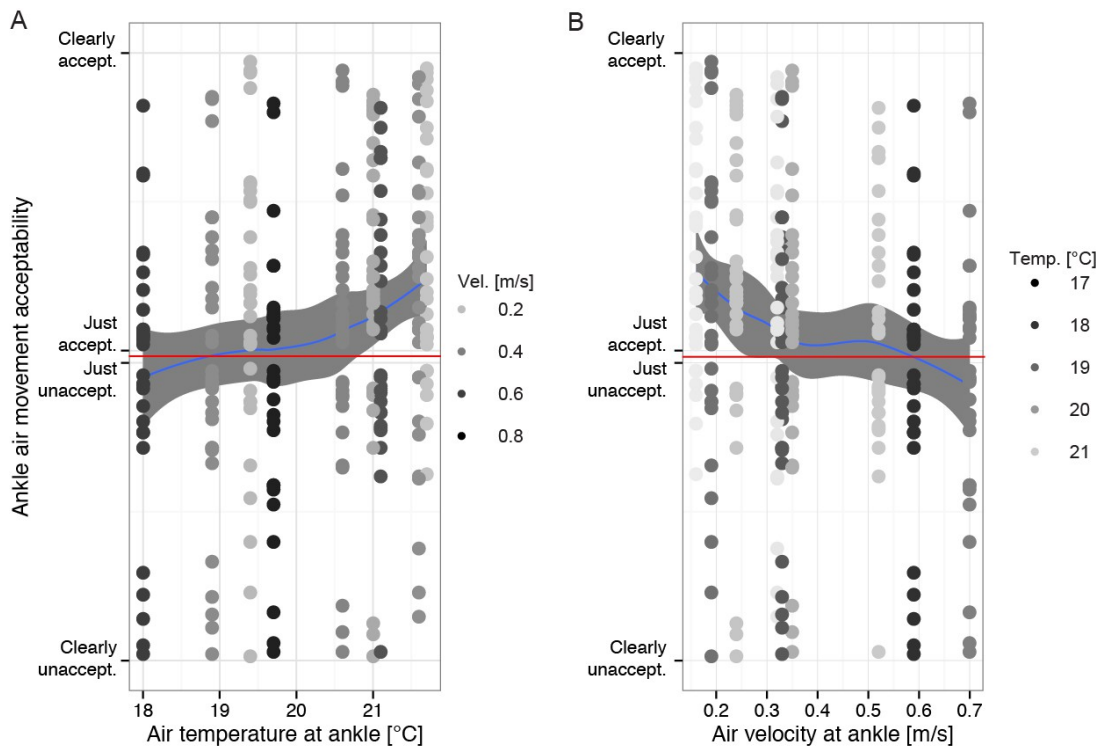 A
Clearly
accept.
Just
accept.
Just
unaccept.
Clearly
unaccept.
Ankle air movement acceptability
18 19 20 21
Air temperature at ankle [°C]
Vel. [m/s]
0.2
0.4
0.6
0.8
B
Clearly
accept.
Just
accept.
Just
unaccept.
Clearly
unaccept.
0.2 0.3 0.4 0.5 0.6 0.7
Air velocity at ankle [m/s]
Temp. [°C]
17
18
19
20
21